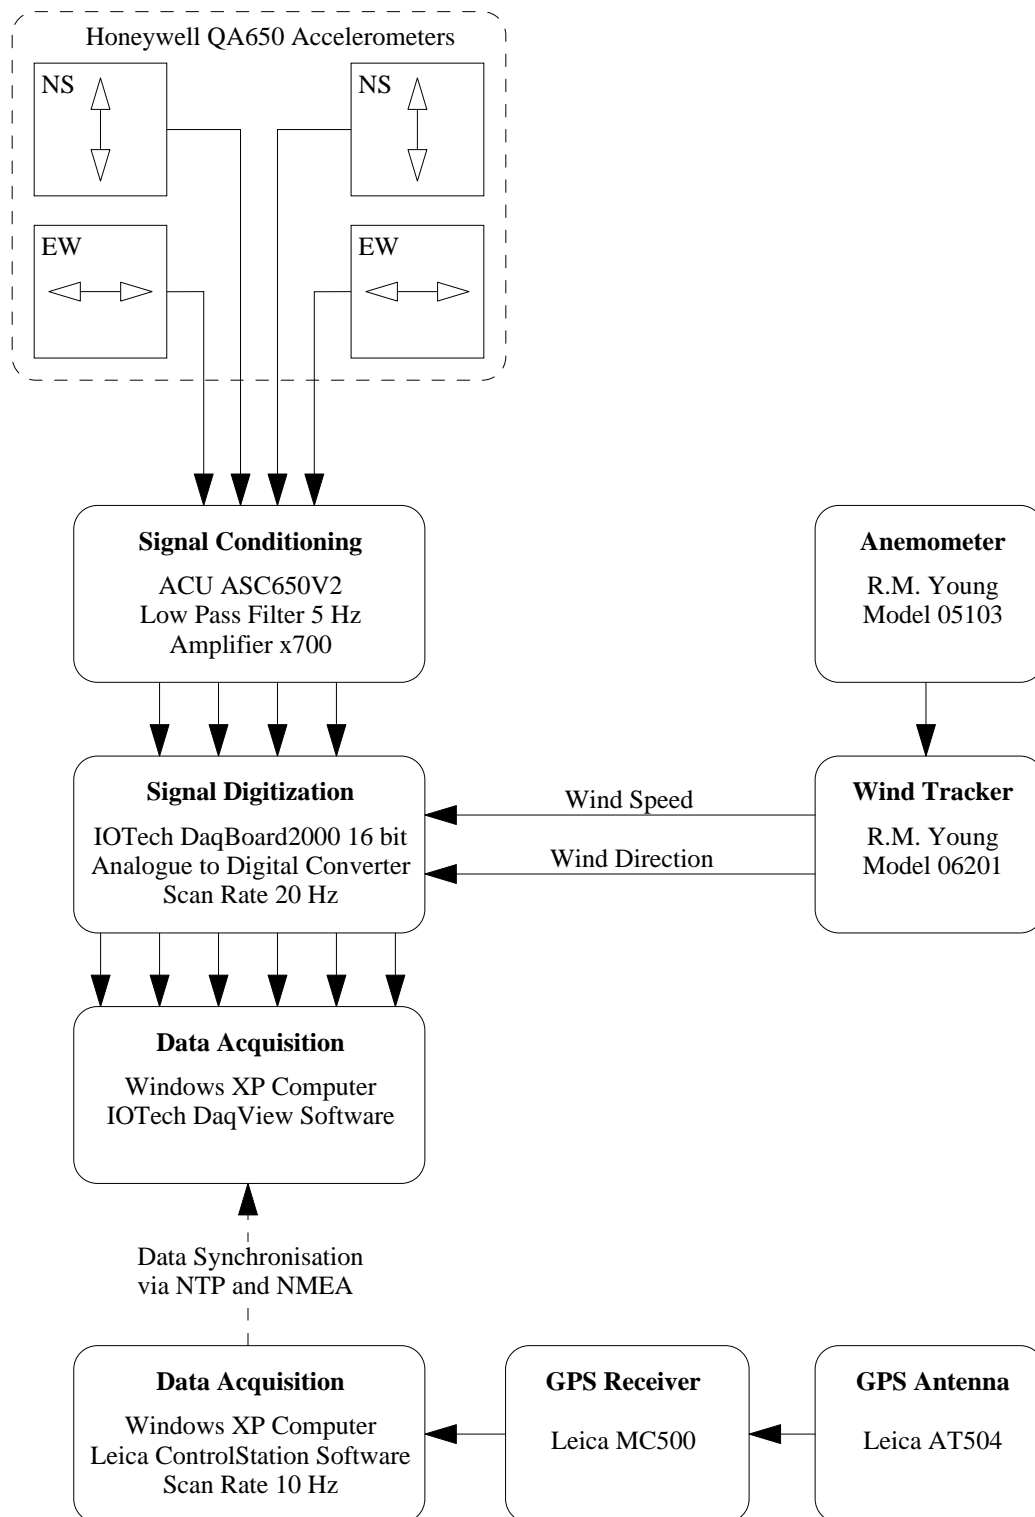 Honeywell QA650 Accelerometers
NS
NS
EW
EW
Signal Conditioning
ACU ASC650V2
Low Pass Filter 5 Hz
Amplifier x700
Anemometer
R.M. Young
Model 05103
Signal Digitization
IOTech DaqBoard2000 16 bit
Analogue to Digital Converter
Scan Rate 20 Hz
Wind Speed
Wind Direction
Wind Tracker
R.M. Young
Model 06201
Data Acquisition
Windows XP Computer
IOTech DaqView Software
Data Synchronisation
via NTP and NMEA
Data Acquisition
Windows XP Computer
Leica ControlStation Software
Scan Rate 10 Hz
GPS Receiver
Leica MC500
GPS Antenna
Leica AT504